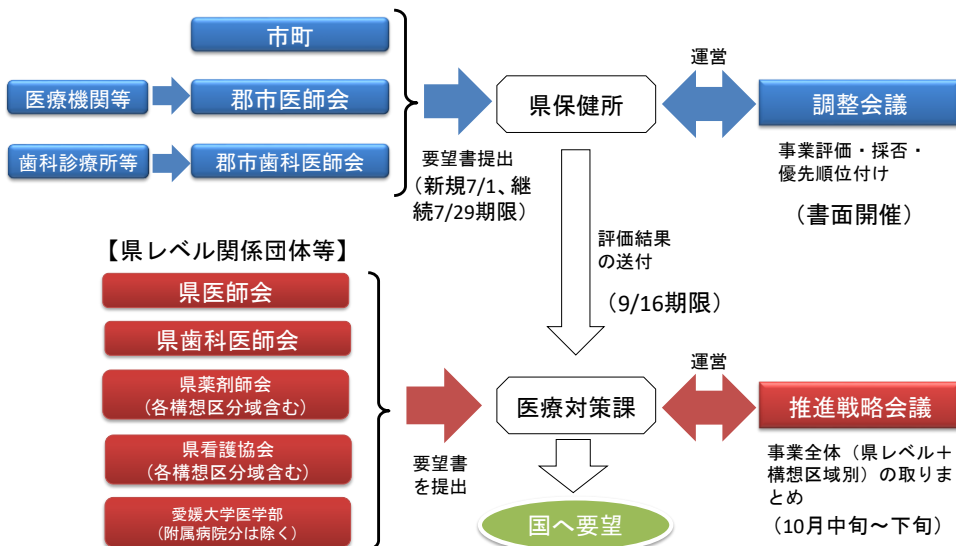 市町
医療機関等
郡市医師会
歯科診療所等
郡市歯科医師会
要望書提出
（新規7/1、継
続7/29期限）
県保健所
運営
調整会議
事業評価・採否・
優先順位付け
（書面開催）
評価結果
の送付
（9/16期限）
【県レベル関係団体等】
県医師会
県歯科医師会
県薬剤師会
（各構想区分域含む）
県看護協会
（各構想区分域含む）
愛媛大学医学部
（附属病院分は除く）
要望書
を提出
医療対策課
運営
推進戦略会議
事業全体（県レベル＋
構想区域別）の取りま
とめ
（10月中旬～下旬）
国へ要望